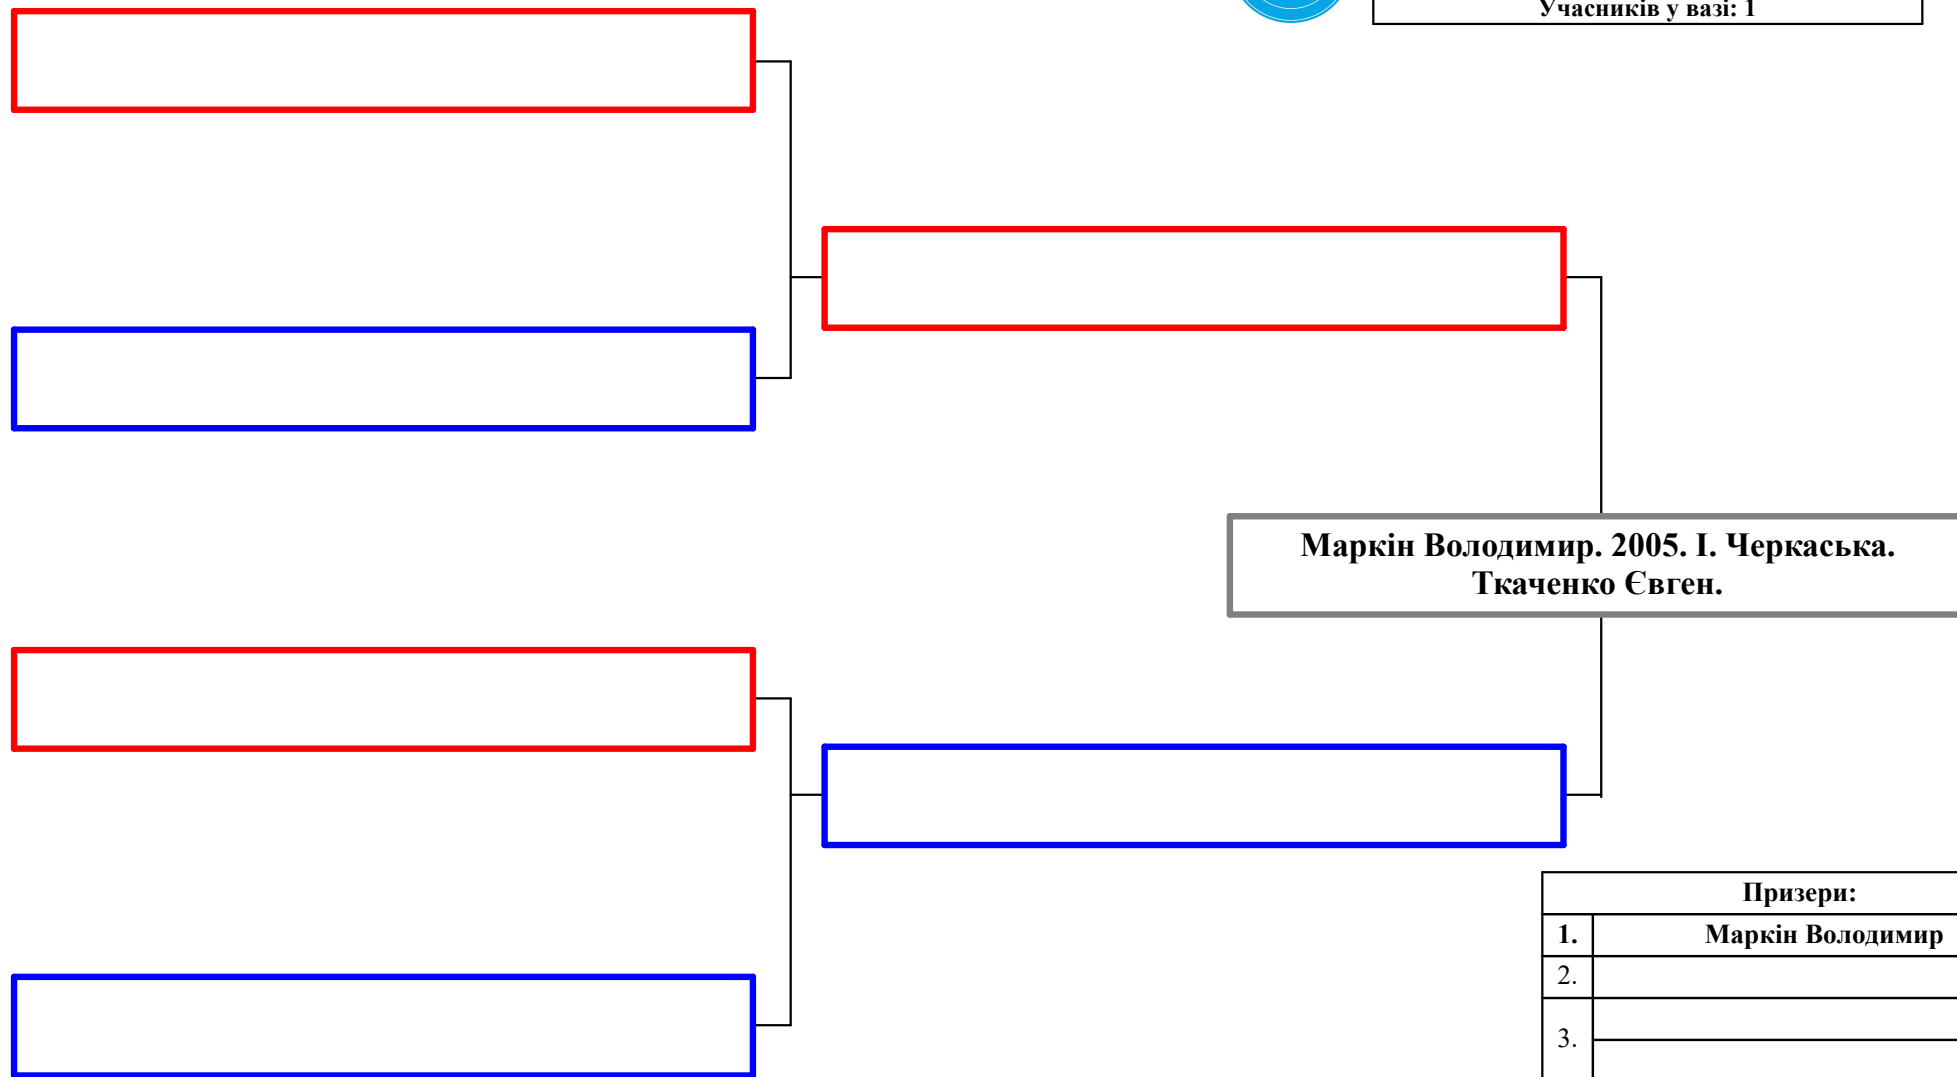 Учасників у вазі: 1
Маркін Володимир. 2005. I. Черкаська.
Ткаченко Євген.
Призери:
1. Маркін Володимир
2.
3.